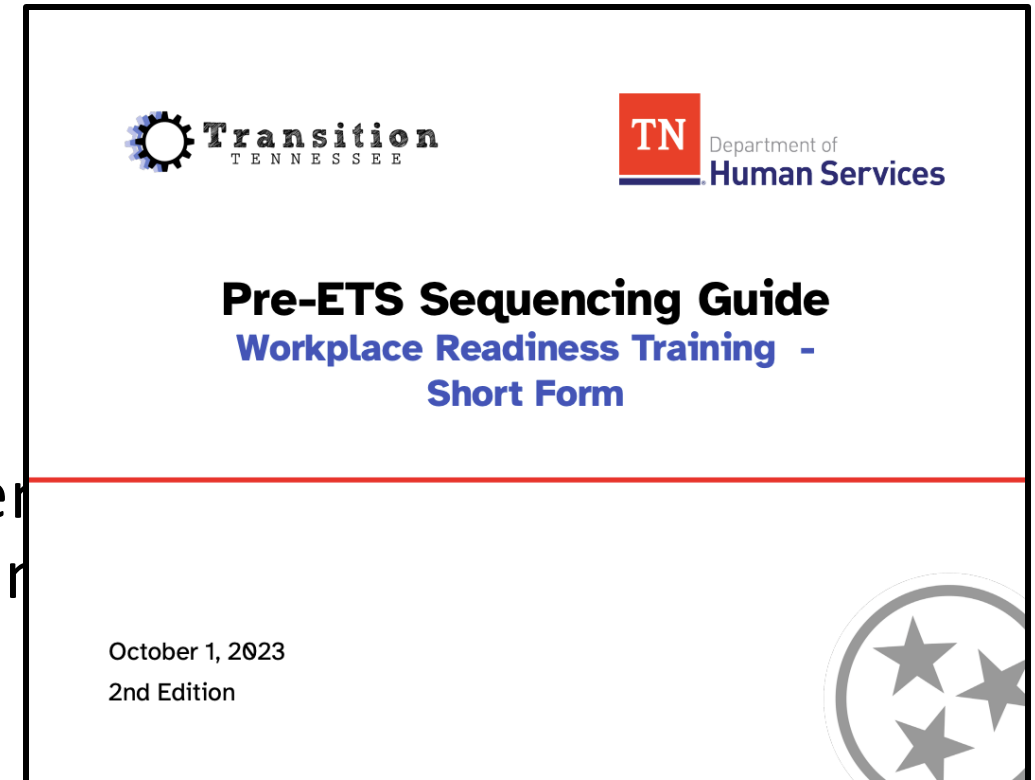 Transition
TENNESSEE
TN
Department of
Human Services
Pre-ETS Sequencing Guide
Workplace Readiness Training -
Short Form
October 1, 2023
2nd Edition